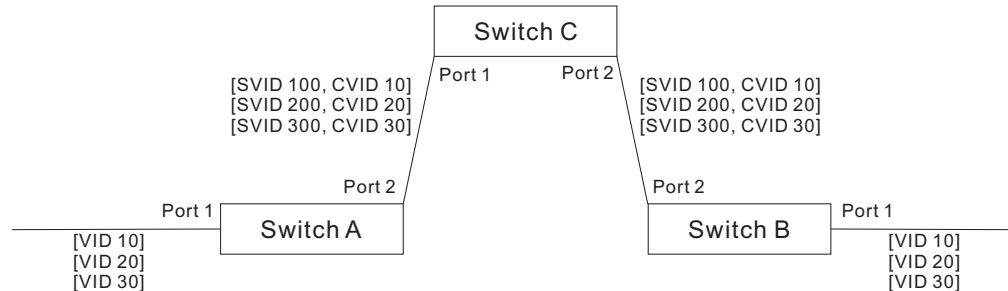 Switch C
Port 1
Port 2
[SVID 100, CVID 10]
[SVID 200, CVID 20]
[SVID 300, CVID 30]
[SVID 100, CVID 10]
[SVID 200, CVID 20]
[SVID 300, CVID 30]
Port 2
Port 2
Port 1
Switch A
Switch B
Port 1
[VID 10]
[VID 20]
[VID 30]
[VID 10]
[VID 20]
[VID 30]